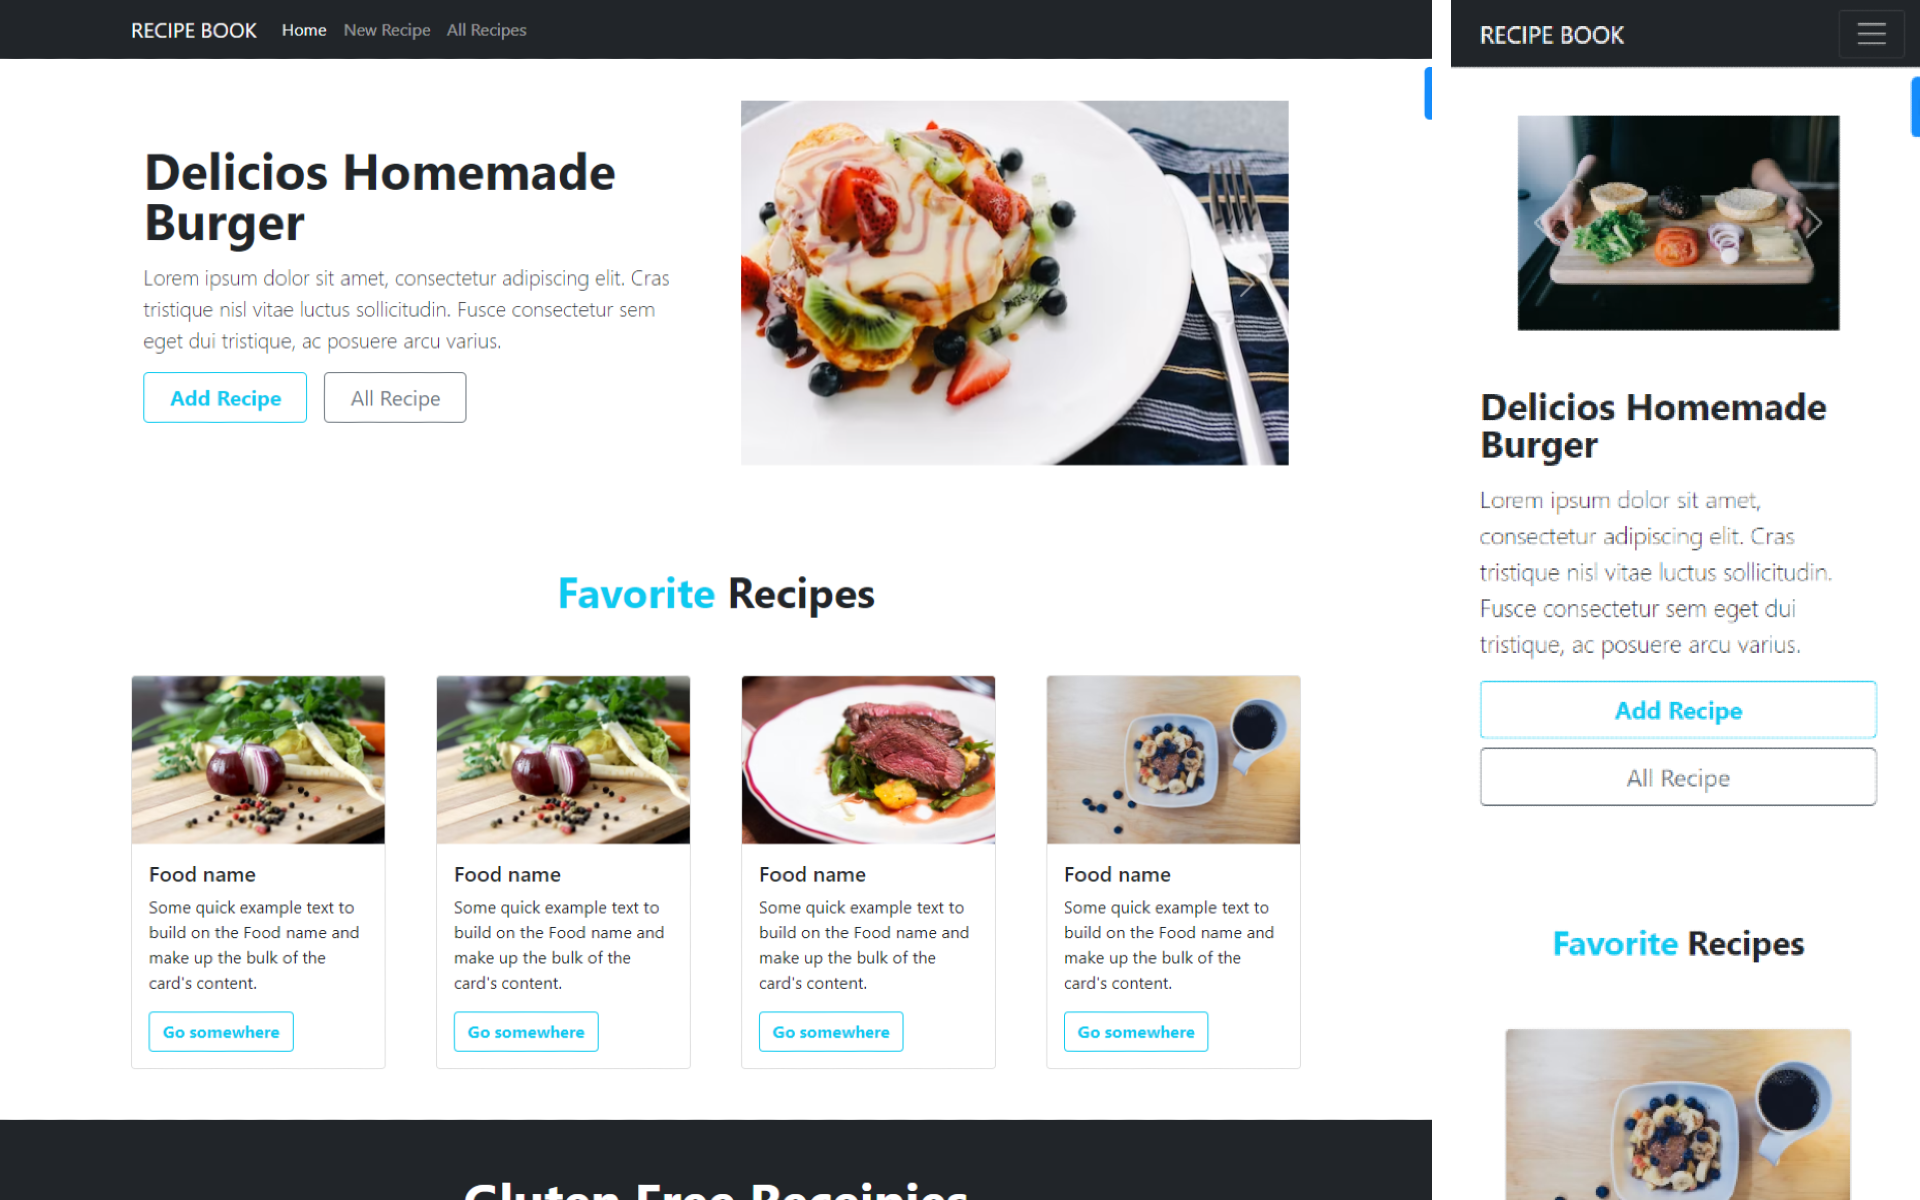 RECIPE BOOK Home New Recipe All Recipes
Delicios Homemade
Burger
Lorem ipsum dolor sit amet, consectetur adipiscing elit. Cras
tristique nisl vitae luctus sollicitudin. Fusce consectetur sem
eget dui tristique, ac posuere arcu varius.
Add Recipe All Recipe
Favorite Recipes
Food name
Some quick example text to
build on the Food name and
make up the bulk of the
card's content.
Go somewhere
Food name
Some quick example text to
build on the Food name and
make up the bulk of the
card's content.
Go somewhere
Food name
Some quick example text to
build on the Food name and
make up the bulk of the
card's content.
Go somewhere
Food name
Some quick example text to
build on the Food name and
make up the bulk of the
card's content.
Go somewhere
Gluten Free Receipies
RECIPE BOOK
Delicios Homemade
Burger
Lorem ipsum dolor sit amet,
consectetur adipiscing elit. Cras
tristique nisl vitae luctus sollicitudin.
Fusce consectetur sem eget dui
tristique, ac posuere arcu varius.
Add Recipe
All Recipe
Favorite Recipes